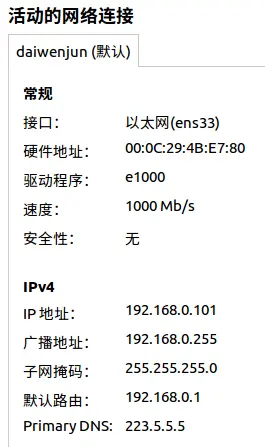 活动的网络连接
daiwenjun (默认)
常规
接口： 以太网(ens33)
硬件地址： 00:0C:29:4B:E7:80
驱动程序： e1000
速度： 1000 Mb/s
安全性： 无
IPv4
IP 地址： 192.168.0.101
广播地址： 192.168.0.255
子网掩码： 255.255.255.0
默认路由： 192.168.0.1
Primary DNS: 223.5.5.5